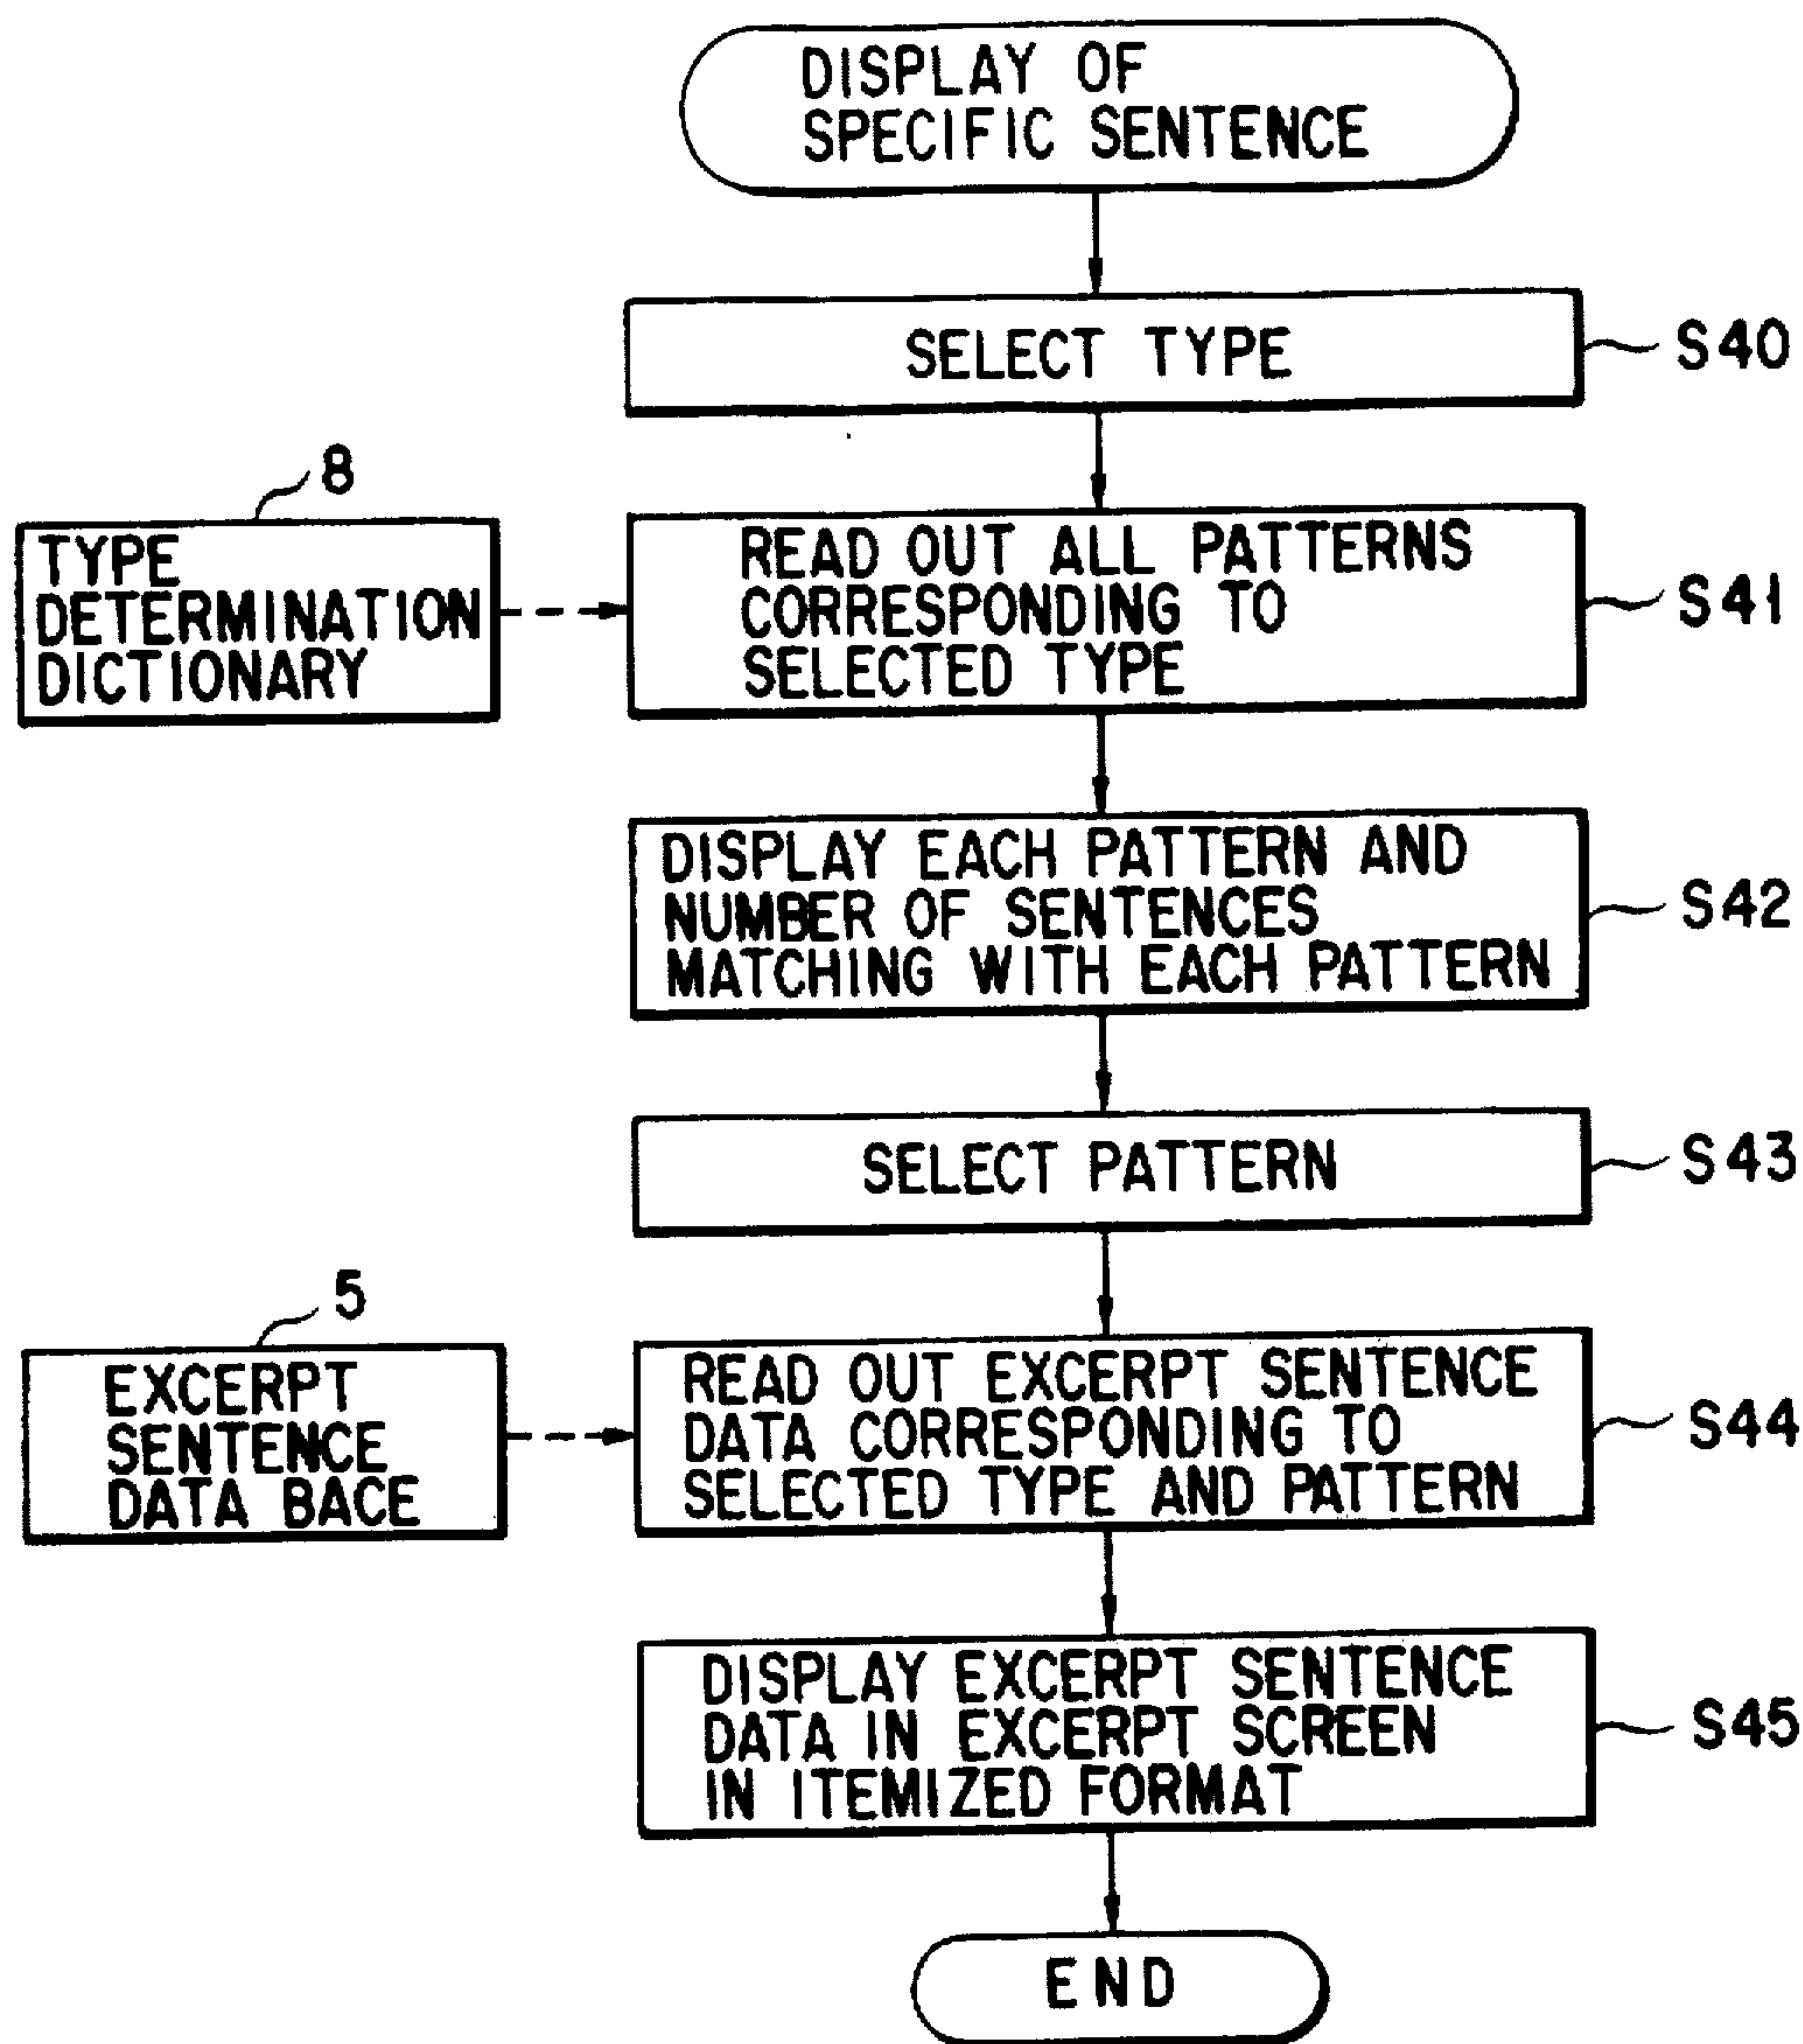 DISPLAY OF
SPECIFIC SENTENCE
SELECT TYPE
S40
8
TYPE
DETERMINATION
DICTIONARY
READ OUT ALL PATTERNS
CORRESPONDING TO
SELECTED TYPE
S41
DISPLAY EACH PATTERN AND
NUMBER OF SENTENCES
MATCHING WITH EACH PATTERN
S42
SELECT PATTERN
S43
5
EXCERPT
SENTENCE
DATA BACE
READ OUT EXCERPT SENTENCE
DATA CORRESPONDING TO
SELECTED TYPE AND PATTERN
S44
DISPLAY EXCERPT SENTENCE
DATA IN EXCERPT SCREEN
IN ITEMIZED FORMAT
S45
END